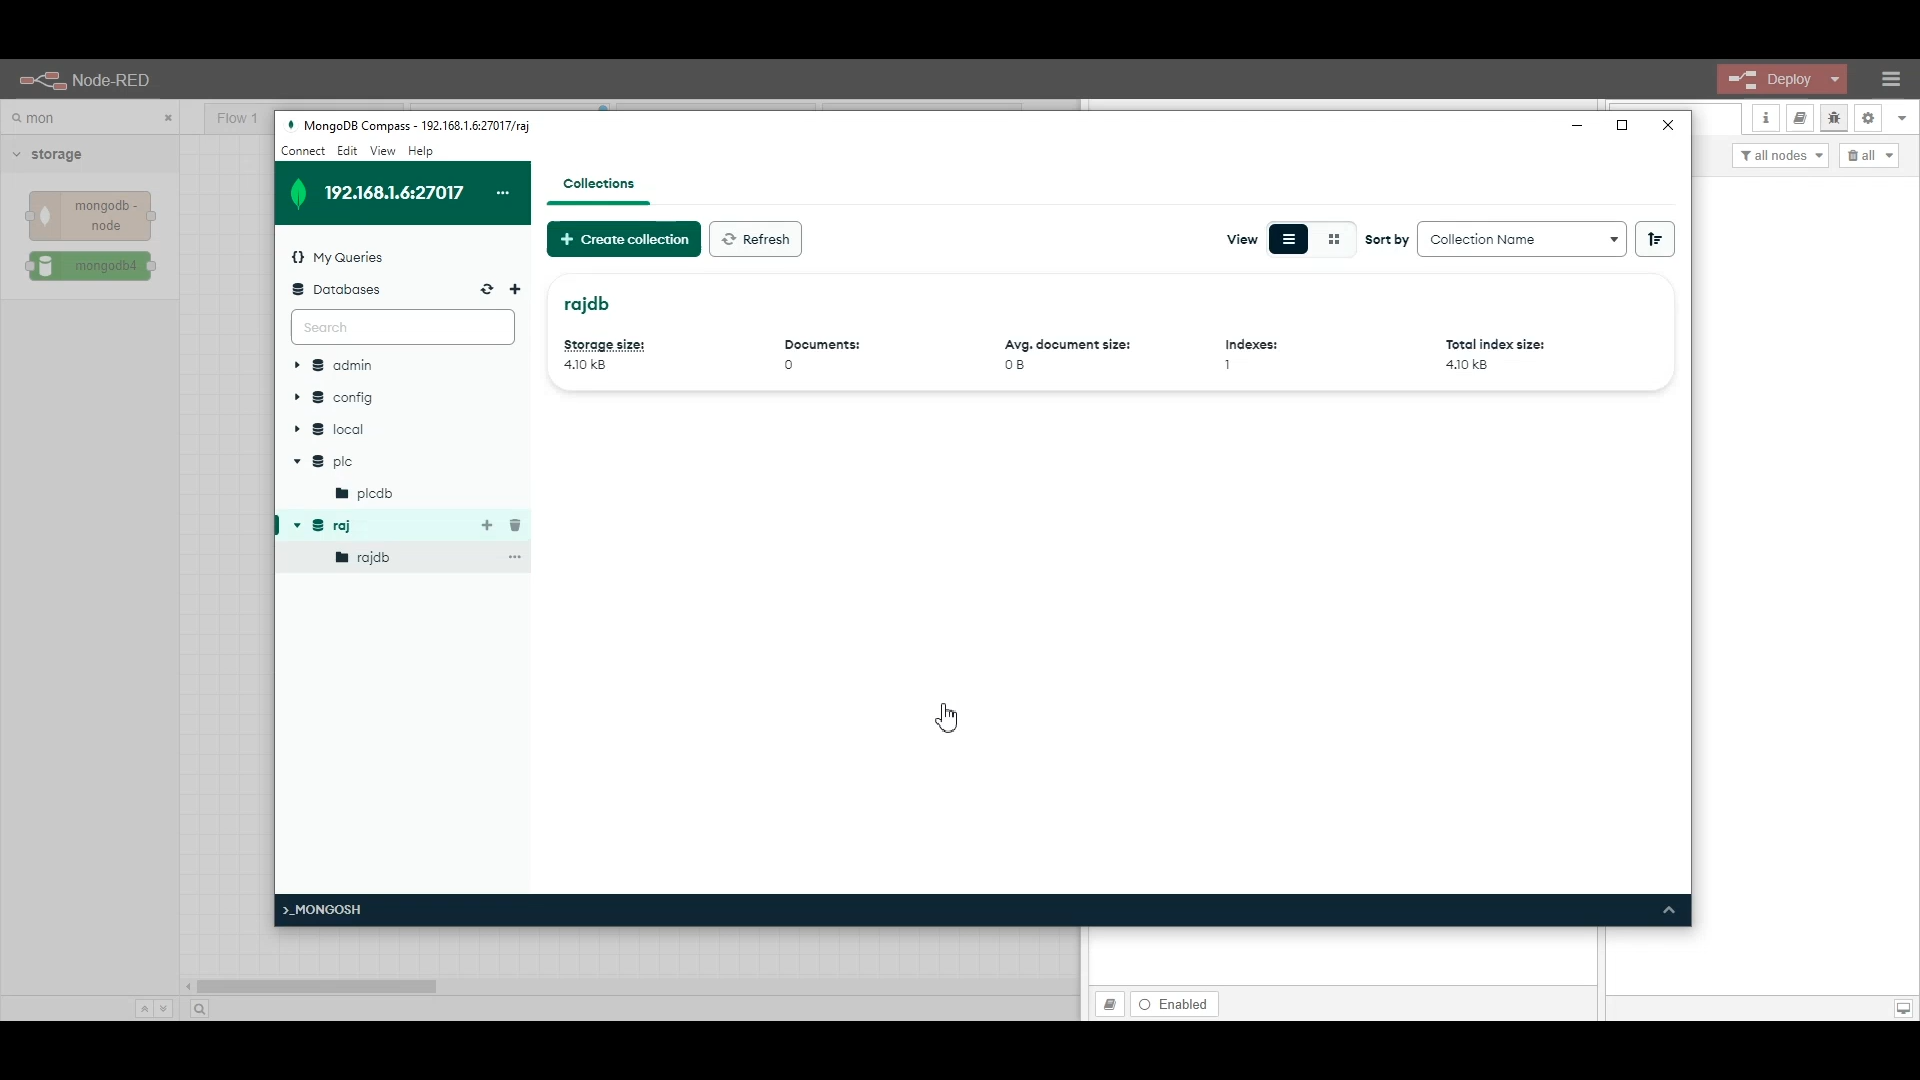 Node-RED
Deploy
mon
Flow 1
storage
mongodb -
node
mongodb4
all nodes
all
MongoDB Compass - 192.168.1.6:27017/raj
Connect Edit View Help
192.168.1.6:27017
...
{} My Queries
Databases
Search
admin
config
local
plc
plcdb
raj
rajdb
...
Collections
+ Create collection
Refresh
View
Sort by
Collection Name
rajdb
Storage size:
4.10 kB
Documents:
0
Avg. document size:
0 B
Indexes:
1
Total index size:
4.10 kB
>_MONGOSH
Enabled